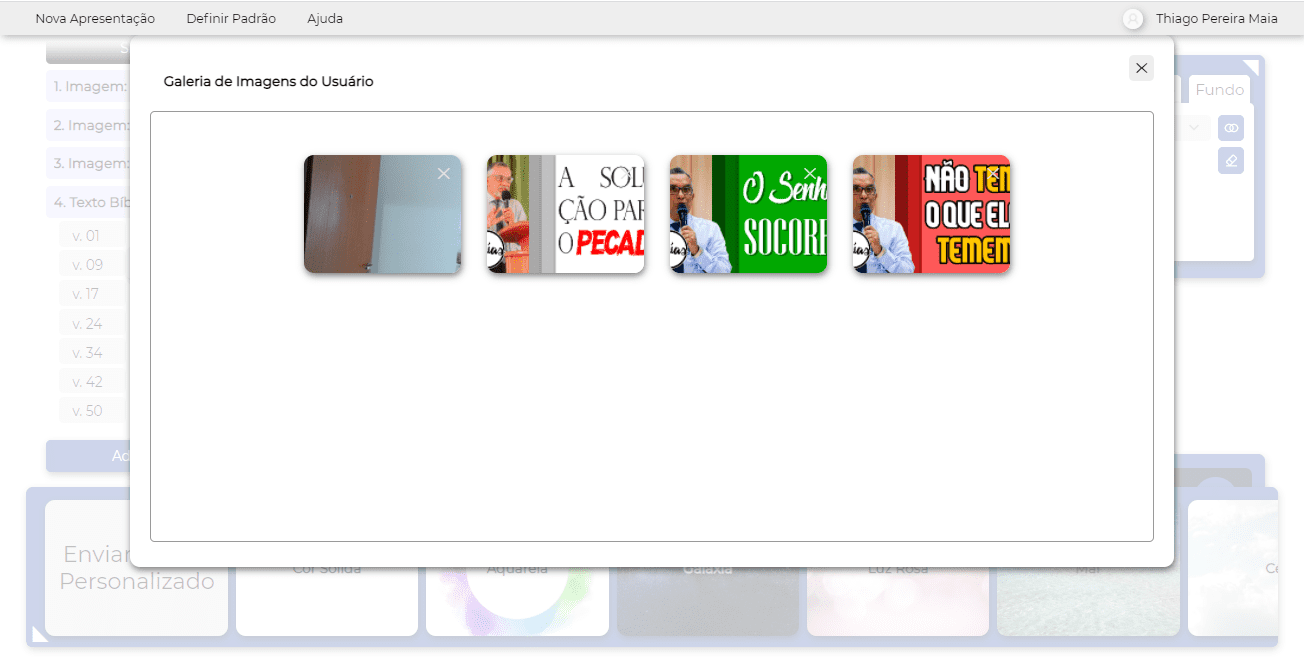 Nova Apresentação
Definir Padrão
Ajuda
Thiago Pereira Maia
Galeria de Imagens do Usuário
Fundo
1. Imagem:
2. Imagem:
3. Imagem:
4. Texto Bíb
v. 01
v. 09
v. 17
v. 24
v. 34
v. 42
v. 50
A SOL
ÇÃO PAR
O PECAD
O Senh
SOCORR
NÃO TEM
O QUE EL
TEMEM
Ad
Enviar
Personalizado
Cor Sólida
Aquarela
Galáxia
Luz Rosa
Mar
Ce